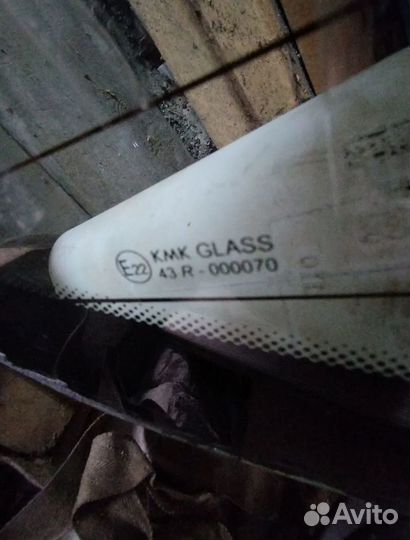 E22
KMK GLASS
43 R - 000070
Avito